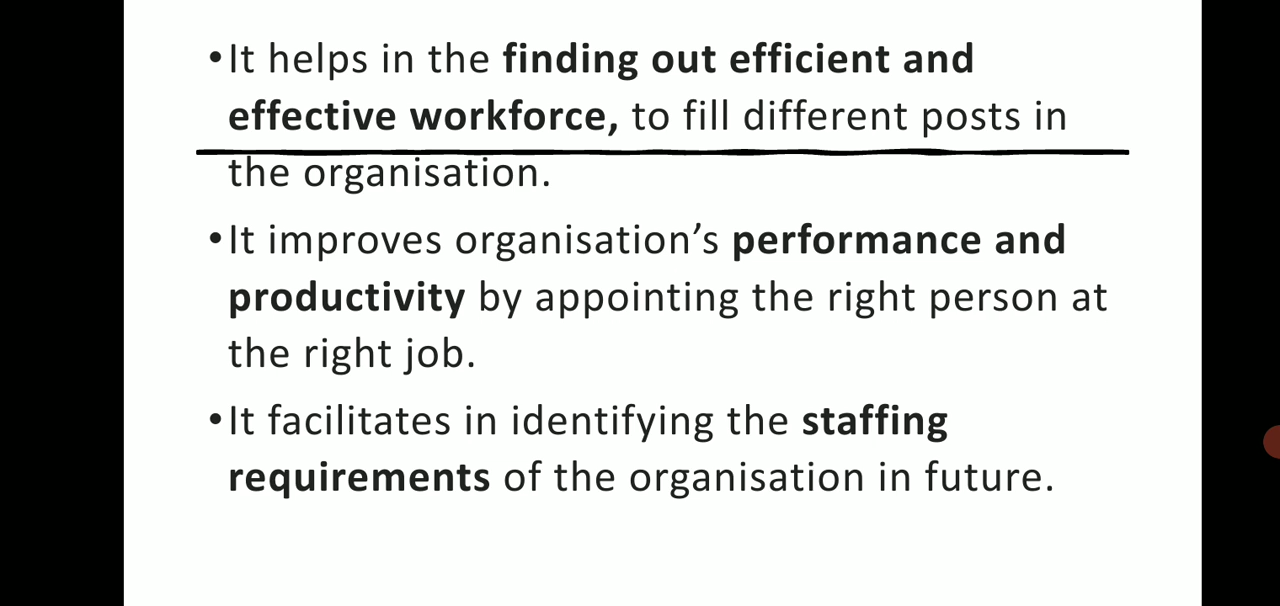 •It helps in the finding out efficient and
effective workforce, to fill different posts in
the organisation.
•It improves organisation’s performance and
productivity by appointing the right person at
the right job.
•It facilitates in identifying the staffing
requirements of the organisation in future.